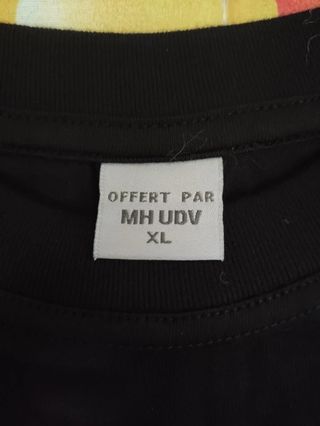 OFFERT PAR
MH UDV
XL